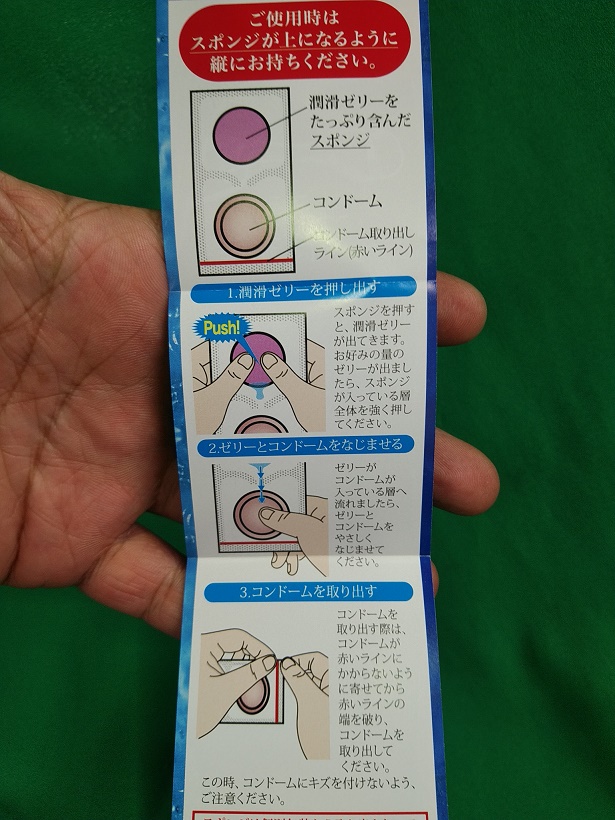 ご使用時は
スポンジが上になるように
縦にお持ちください。
潤滑ゼリーを
たっぷり含んだ
スポンジ
コンドーム
コンドーム取り出し
ライン(赤いライン)
1.潤滑ゼリーを押し出す
Push!
スポンジを押す
と、潤滑ゼリー
が出てきます。
お好みの量の
ゼリーが出まし
たら、スポンジ
が入っている層
全体を強く押し
てください。
2.ゼリーとコンドームをなじませる
ゼリーが
コンドームが
入っている層へ
流れましたら、
ゼリーと
コンドームを
やさしく
なじませて
ください。
3.コンドームを取り出す
コンドームを
取り出す際は、
コンドームが
赤いラインに
かからないよう
に寄せてから
赤いラインの
端を破り、
コンドームを
取り出して
ください。
この時、コンドームにキズを付けないよう、
ご注意ください。